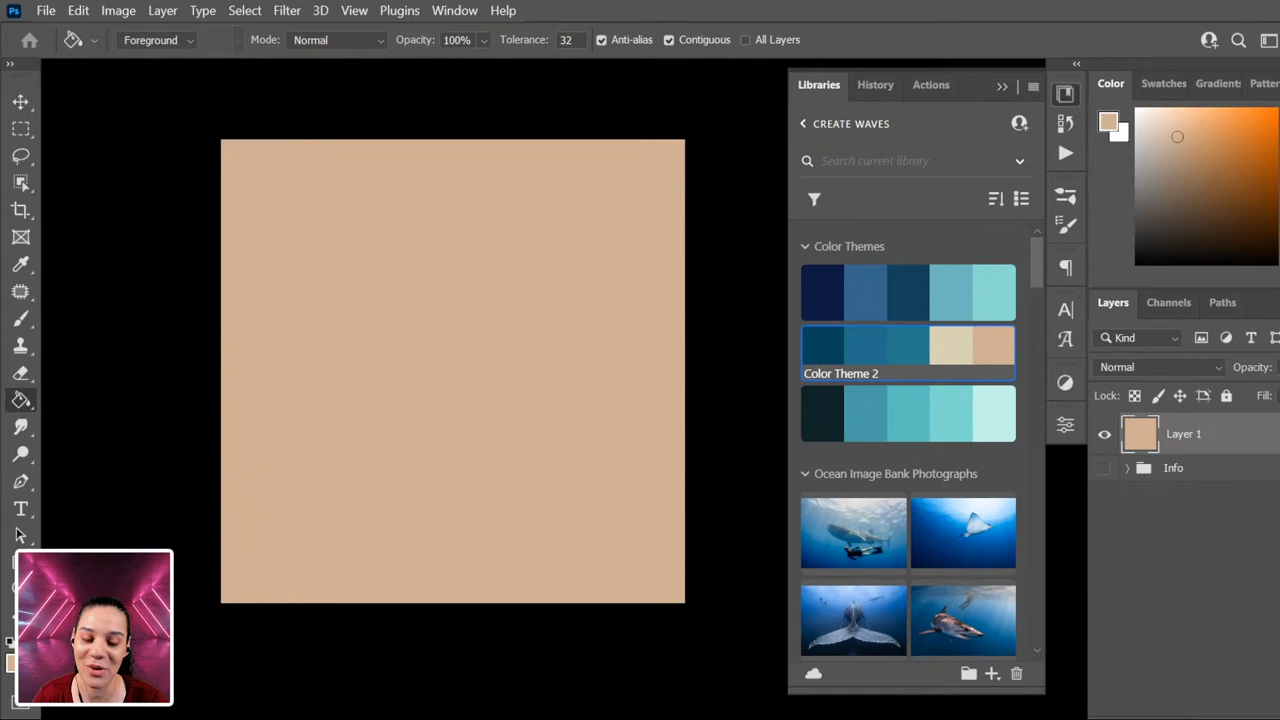 Ps File Edit Image Layer Type Select Filter 3D View Plugins Window Help
Foreground Mode: Normal Opacity: 100% Tolerance: 32 Anti-alias Contiguous All Layers
Libraries History Actions
CREATE WAVES
Search current library
Color Themes
Color Theme 2
Ocean Image Bank Photographs
Color Swatches Gradients
Layers Channels Paths
Kind
Normal Opacity:
Lock: Fill:
Layer 1
Info